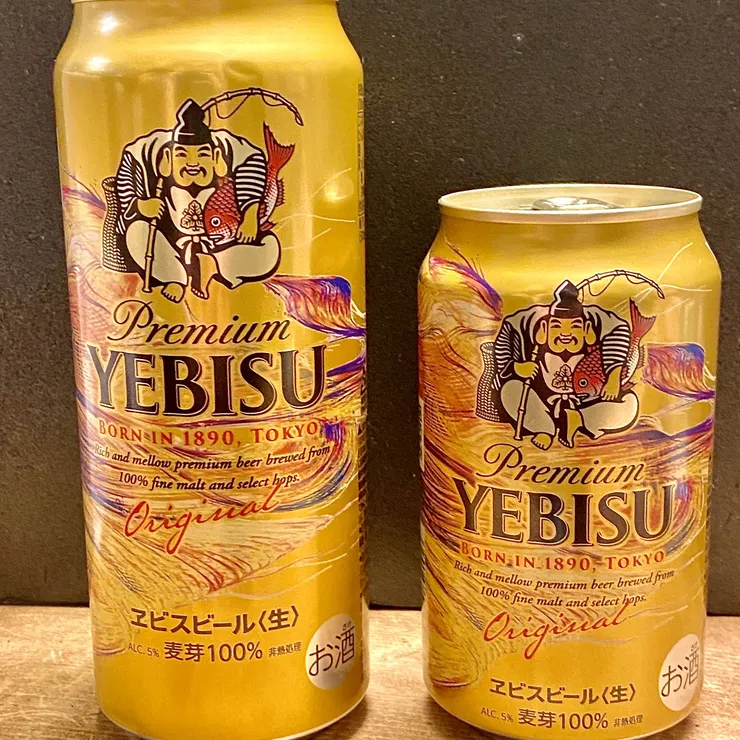 Premium
YEBISU
BORN IN 1890, TOKYO
Rich and mellow premium beer brewed from
100% fine malt and select hops.
Original
ヱビスビール〈生〉
ALC. 5% 麦芽100% 非熱処理
お酒
Premium
YEBISU
BORN IN 1890, TOKYO
Rich and mellow premium beer brewed from
100% fine malt and select hops.
Original
ヱビスビール〈生〉
ALC. 5% 麦芽100% 非熱処理
お酒